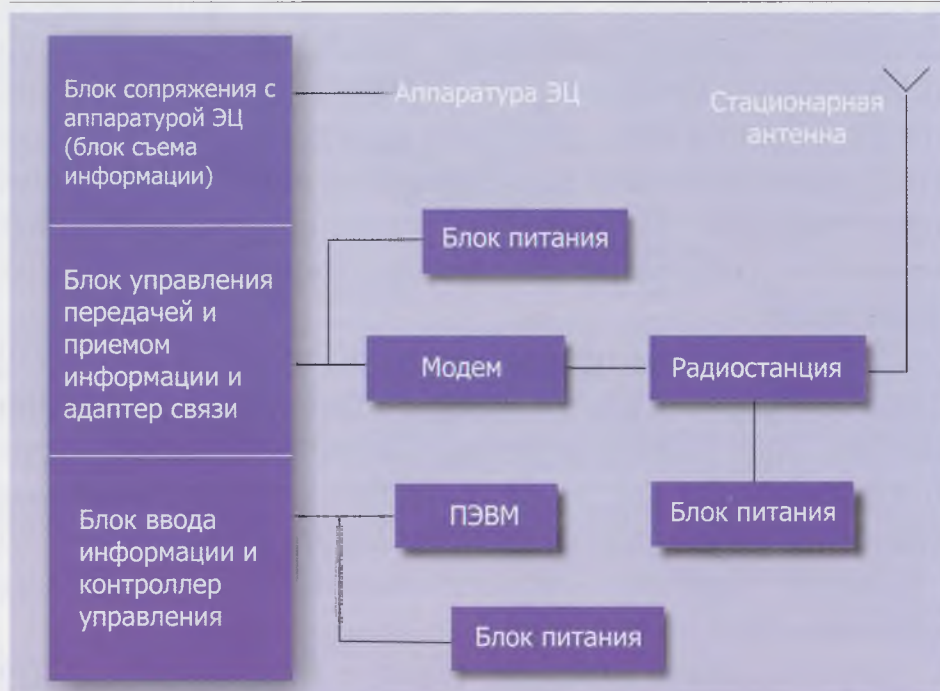 Блок сопряжения с
аппаратурой ЭЦ
(блок съема
информации)
Аппаратура ЭЦ
Стационарная
антенна
Блок питания
Блок управления
передачей и
приемом
информации и
адаптер связи
Модем
Радиостанция
Блок ввода
информации и
контроллер
управления
ПЭВМ
Блок питания
Блок питания